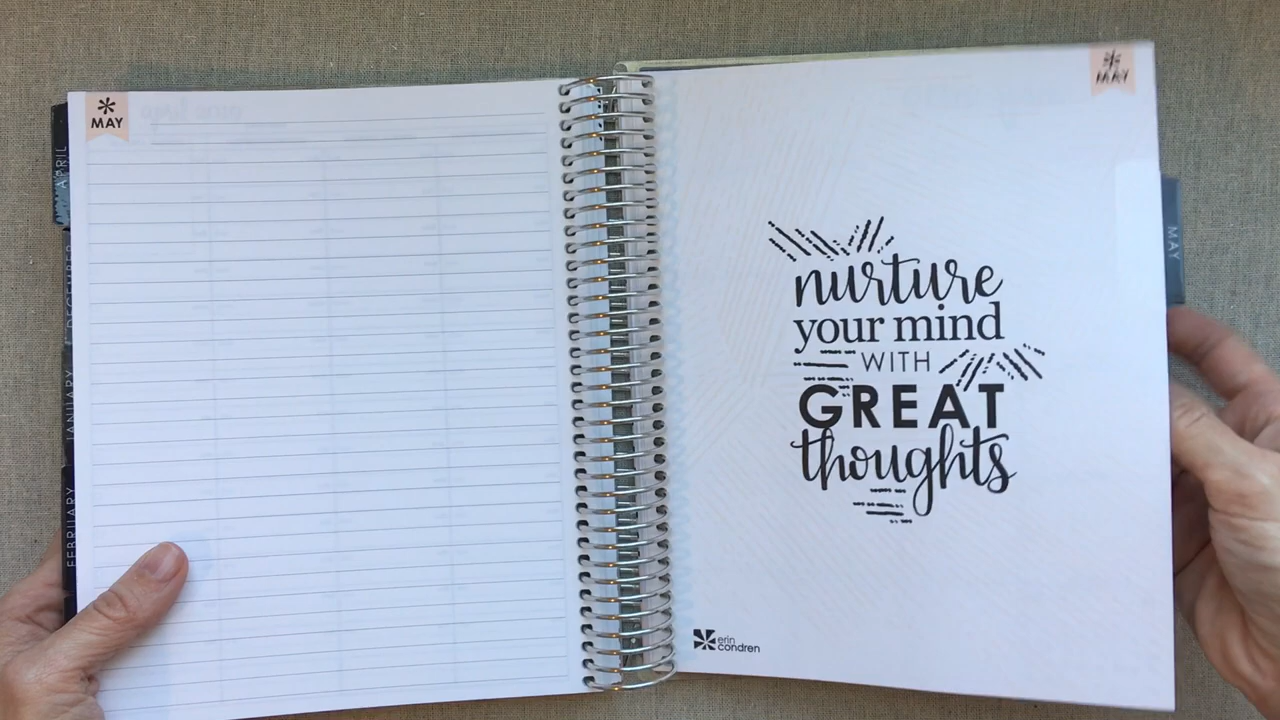 MAY
APRIL
DECEMBER
JANUARY
FEBRUARY
MAY
MAY
nurture
your mind
WITH
GREAT
thoughts
erin
condren